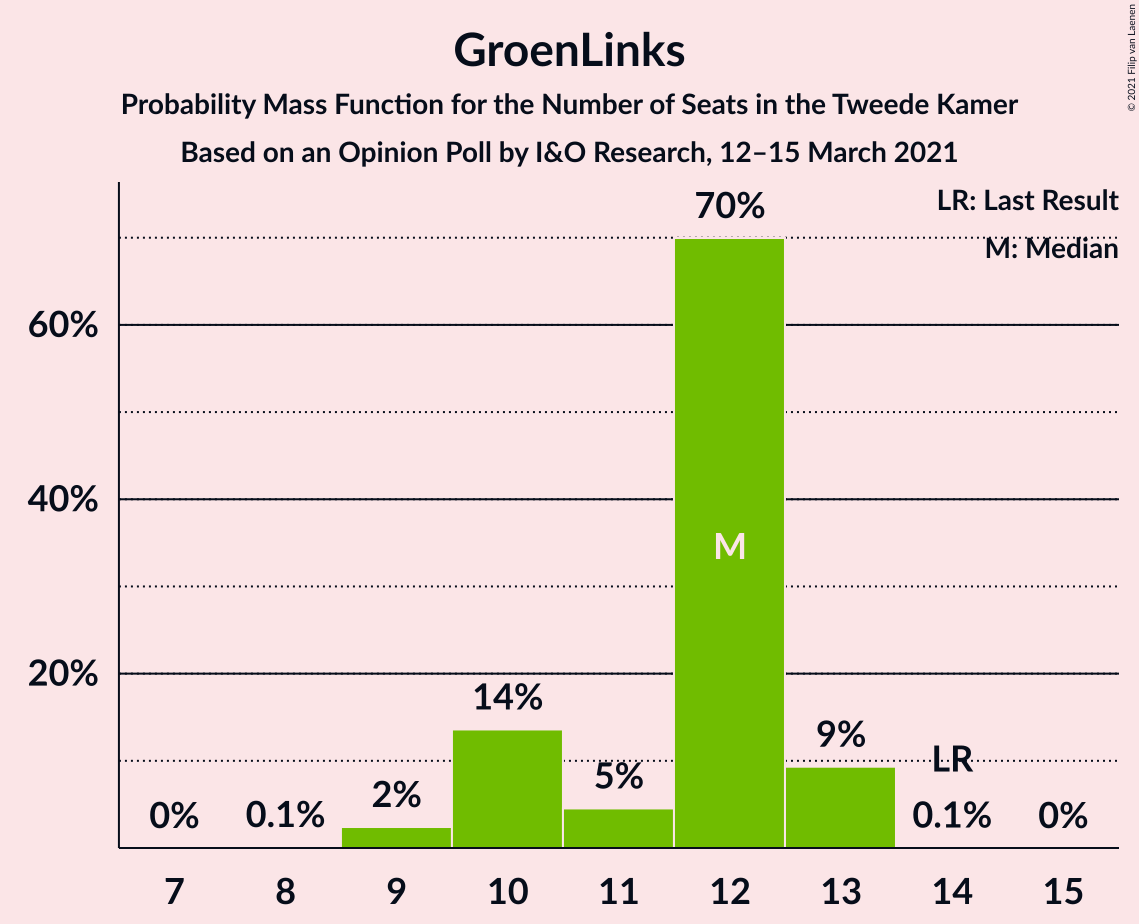 GroenLinks
Probability Mass Function for the Number of Seats in the Tweede Kamer
Based on an Opinion Poll by I&O Research, 12–15 March 2021
© 2021 Filip van Laenen
LR: Last Result
M: Median
60%
40%
20%
0%
0.1%
2%
14%
5%
70%
M
9%
LR
0.1%
0%
7 8 9 10 11 12 13 14 15